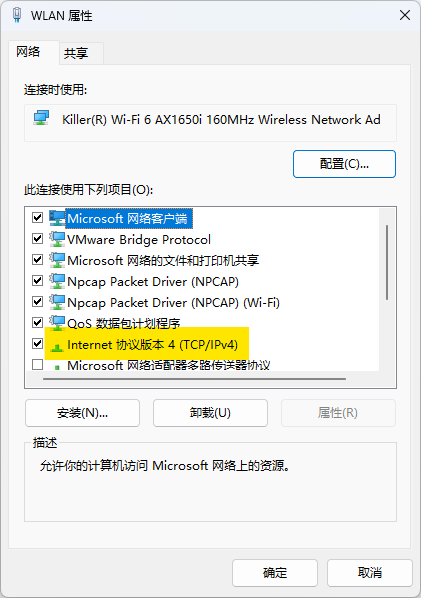 WLAN 属性
网络
共享
连接时使用:
Killer(R) Wi-Fi 6 AX1650i 160MHz Wireless Network Ad
配置(C)...
此连接使用下列项目(O):
Microsoft 网络客户端
VMware Bridge Protocol
Microsoft 网络的文件和打印机共享
Npcap Packet Driver (NPCAP)
Npcap Packet Driver (NPCAP) (Wi-Fi)
QoS 数据包计划程序
Internet 协议版本 4 (TCP/IPv4)
Microsoft 网络适配器多路传送器协议
安装(N)...
卸载(U)
属性(R)
描述
允许你的计算机访问 Microsoft 网络上的资源。
确定
取消